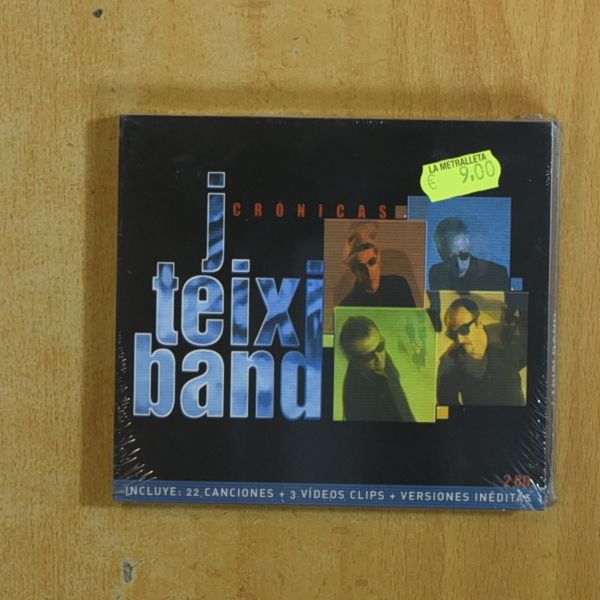 LA METRALLETA
€ 9,00
CRÓNICAS
j
teixi
band
2 CD
INCLUYE: 22 CANCIONES + 3 VÍDEOS CLIPS + VERSIONES INÉDITAS